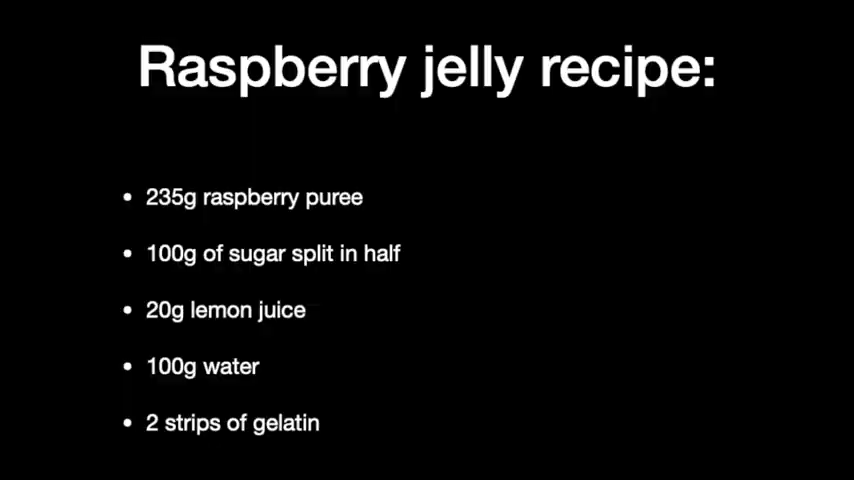 Raspberry jelly recipe:
• 235g raspberry puree
• 100g of sugar split in half
• 20g lemon juice
• 100g water
• 2 strips of gelatin